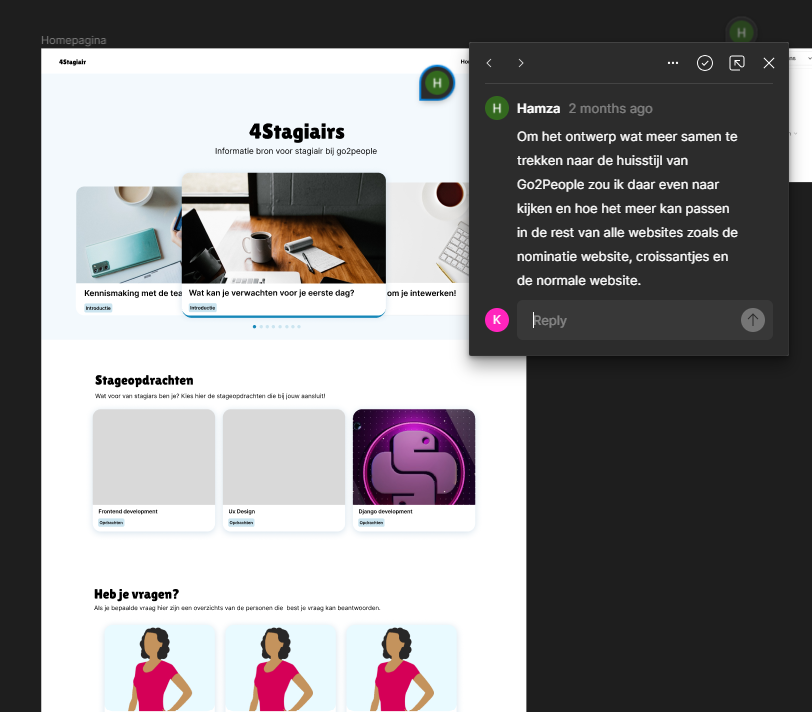 Homepagina
4Stagiair
H
H
Hamza 2 months ago
Om het ontwerp wat meer samen te
trekken naar de huisstijl van
Go2People zou ik daar even naar
kijken en hoe het meer kan passen
in de rest van alle websites zoals de
nominatie website, croissantjes en
de normale website.
K
Reply
H
4Stagiairs
Informatie bron voor stagiair bij go2people
Kennismaking met de tea
Introductie
Wat kan je verwachten voor je eerste dag?
Introductie
om je intewerken!
Stageopdrachten
Wat voor van stagiars ben je? Kies hier de stageopdrachten die bij jouw aansluit!
Frontend development
Opdrachten
Ux Design
Opdrachten
Django development
Opdrachten
Heb je vragen?
Als je bepaalde vraag hier zijn een overzichts van de personen die best je vraag kan beantwoorden.